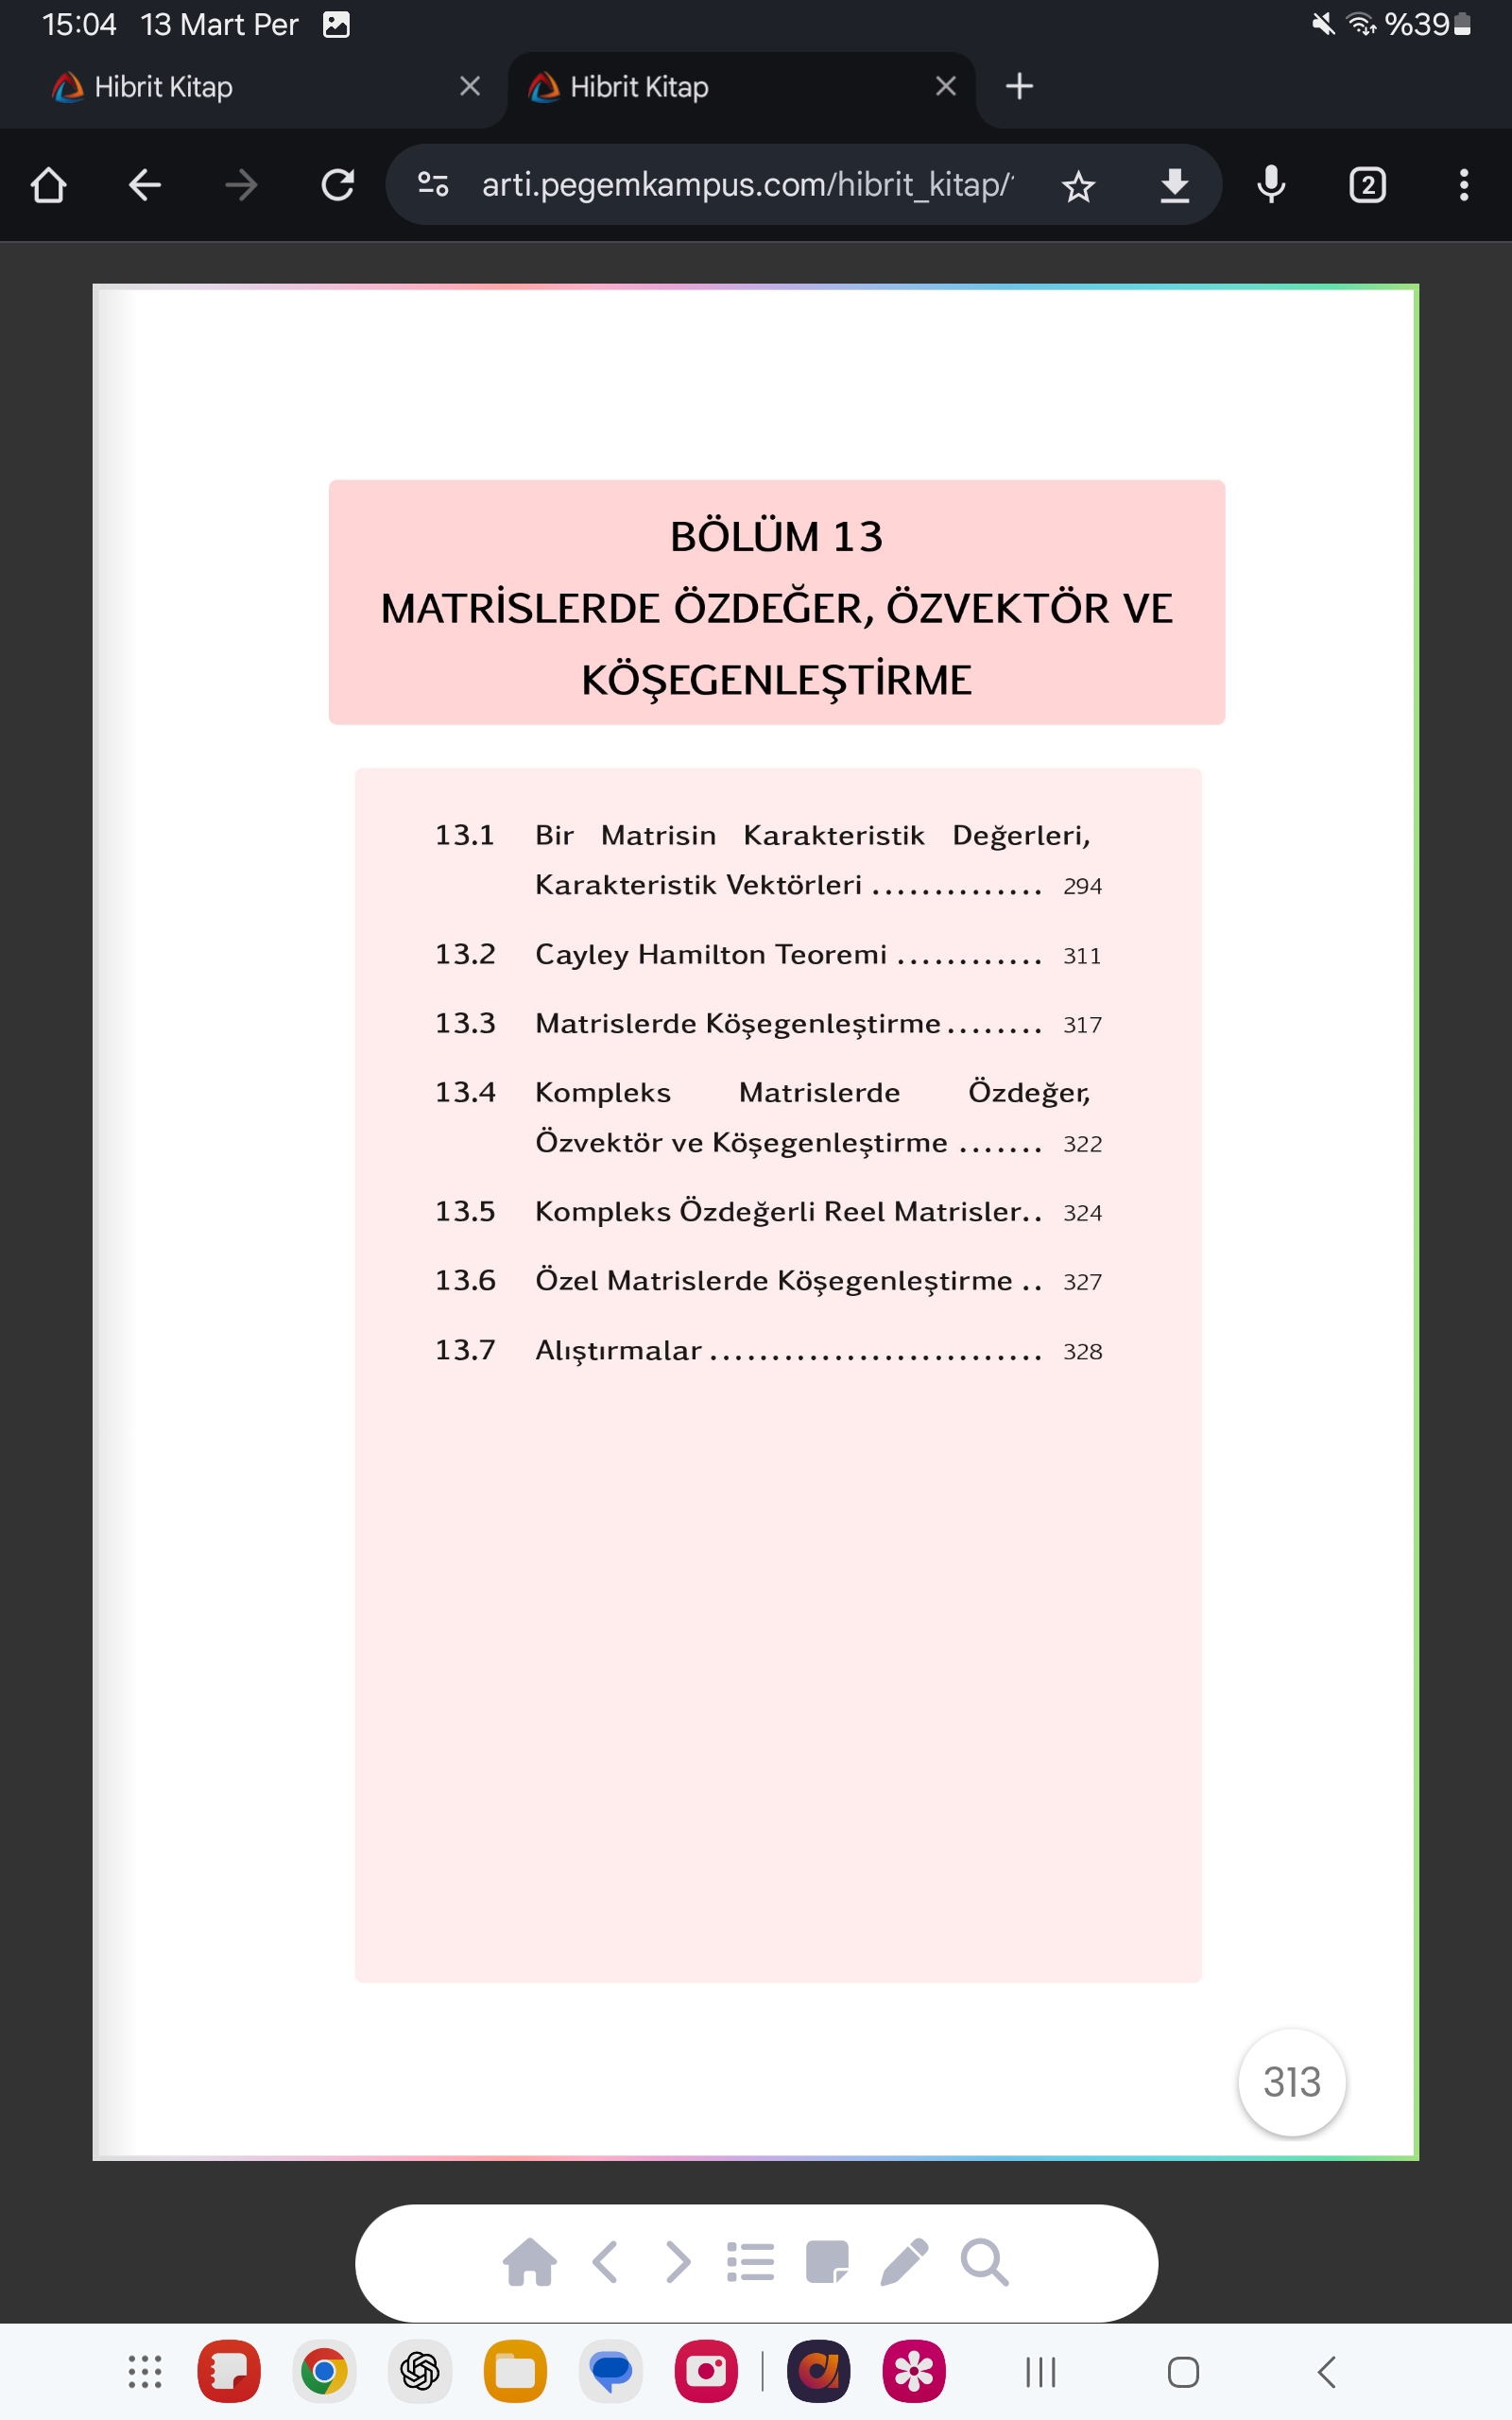 15:04 13 Mart Per %39
Hibrit Kitap Hibrit Kitap
arti.pegemkampus.com/hibrit_kitap/ 2
BÖLÜM 13
MATRİSLERDE ÖZDEĞER, ÖZVEKTÖR VE
KÖŞEGENLEŞTİRME
13.1 Bir Matrisin Karakteristik Değerleri,
Karakteristik Vektörleri .............. 294
13.2 Cayley Hamilton Teoremi ............ 311
13.3 Matrislerde Köşegenleştirme ........ 317
13.4 Kompleks Matrislerde Özdeğer,
Özvektör ve Köşegenleştirme ....... 322
13.5 Kompleks Özdeğerli Reel Matrisler.. 324
13.6 Özel Matrislerde Köşegenleştirme .. 327
13.7 Alıştırmalar ........................... 328
313